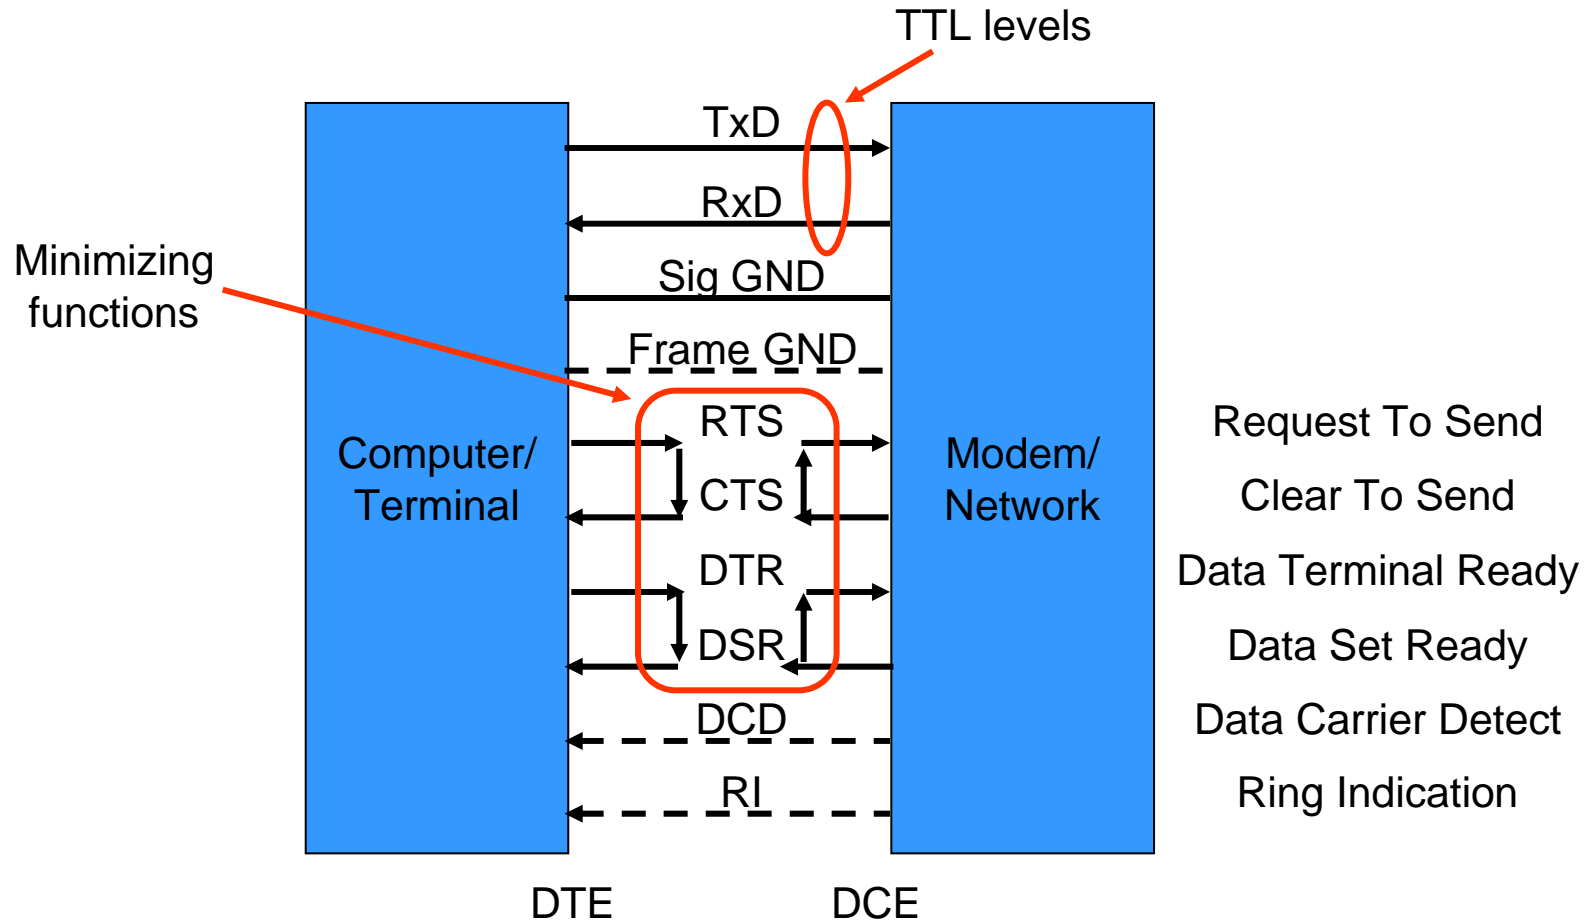 TTL levels
TxD
RxD
Minimizing
functions
Sig GND
Frame GND
Computer/
Terminal
RTS
CTS
DTR
DSR
DCD
RI
Modem/
Network
Request To Send
Clear To Send
Data Terminal Ready
Data Set Ready
Data Carrier Detect
Ring Indication
DTE
DCE